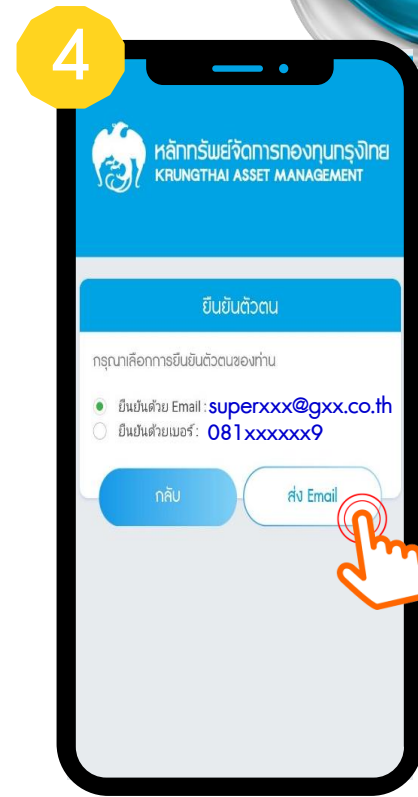 4
หลักทรัพย์จัดการกองทุนกรุงไทย
KRUNGTHAI ASSET MANAGEMENT
ยืนยันตัวตน
กรุณาเลือกการยืนยันตัวตนของท่าน
ยืนยันด้วย Email : superxxx@gxx.co.th
ยืนยันด้วยเบอร์ : 081xxxxxx9
กลับ
ส่ง Email